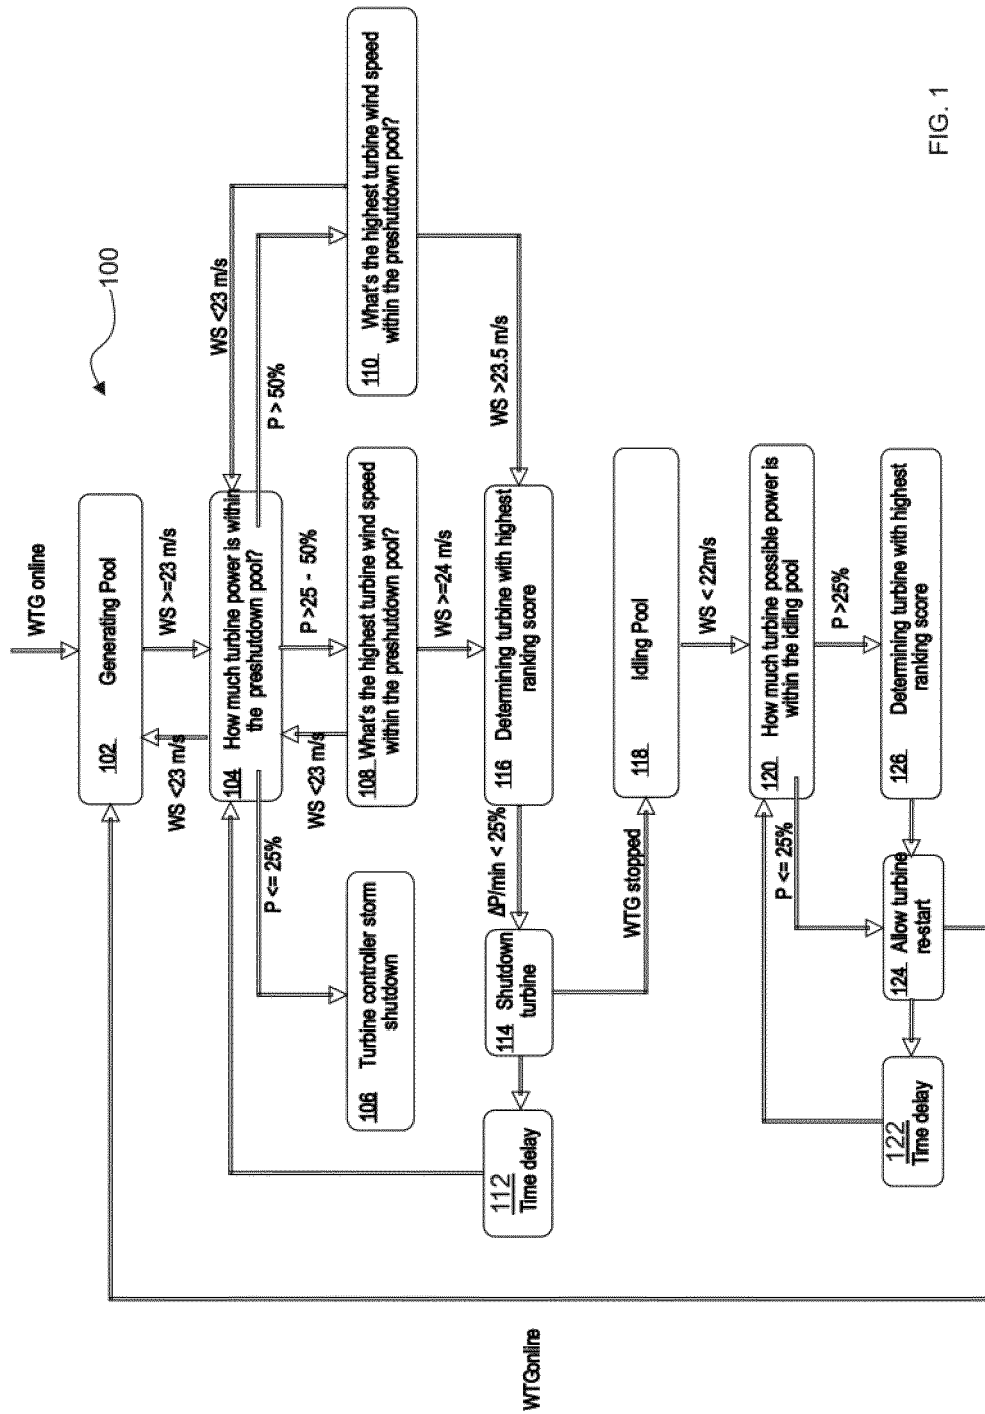 WTG online
100
102 Generating Pool
WS <23 m/s
WS >=23 m/s
WS <23 m/s
104 How much turbine power is within
the preshutdown pool?
P <= 25%
P >25 - 50%
P > 50%
WS <23 m/s
106 Turbine controller storm
shutdown
108 What's the highest turbine wind speed
within the preshutdown pool?
110 What's the highest turbine wind speed
within the preshutdown pool?
WS >=24 m/s
WS >23.5 m/s
112
Time delay
114 Shutdown
turbine
ΔP/min < 25%
116 Determining turbine with highest
ranking score
WTG stopped
118 Idling Pool
WS < 22m/s
120 How much turbine possible power is
within the idling pool
P <= 25%
P >25%
122
Time delay
124 Allow turbine
re-start
126 Determining turbine with highest
ranking score
WTGonline
FIG. 1